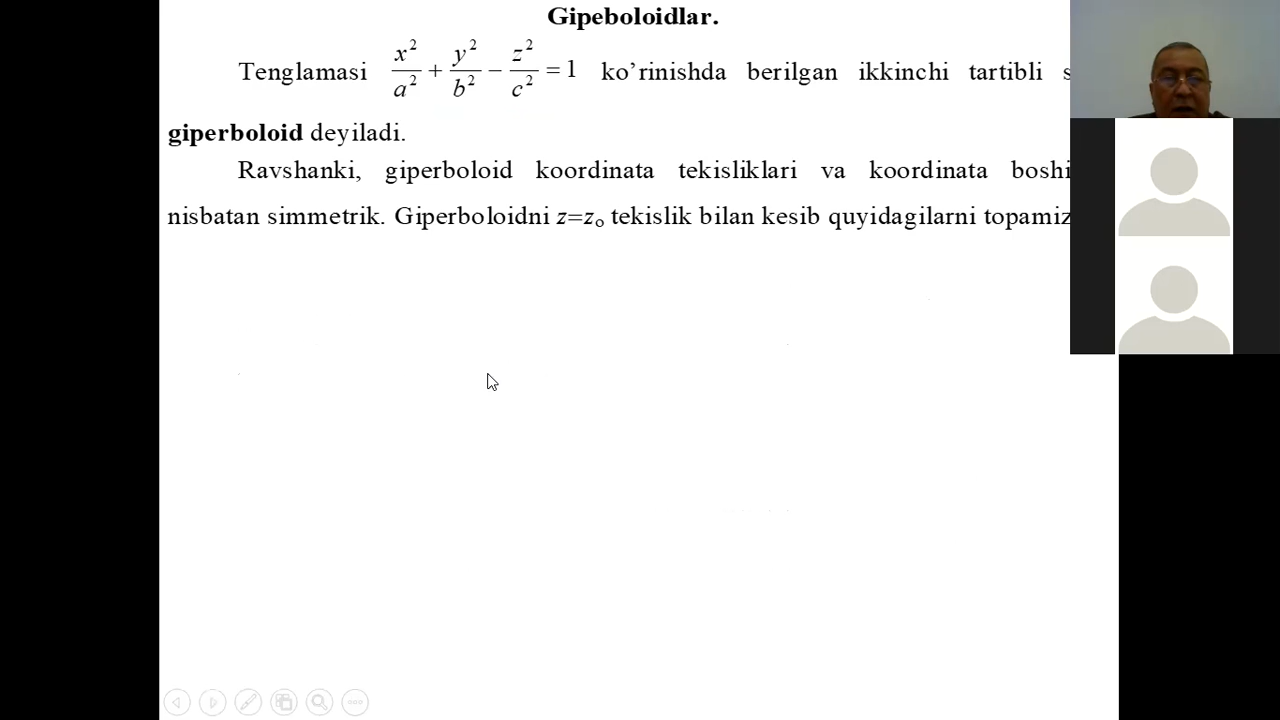 Gipeboloidlar.
Tenglamasi x²/a² + y²/b² − z²/c² = 1 ko’rinishda berilgan ikkinchi tartibli
giperboloid deyiladi.
Ravshanki, giperboloid koordinata tekisliklari va koordinata boshi
nisbatan simmetrik. Giperboloidni z=z₀ tekislik bilan kesib quyidagilarni topamiz